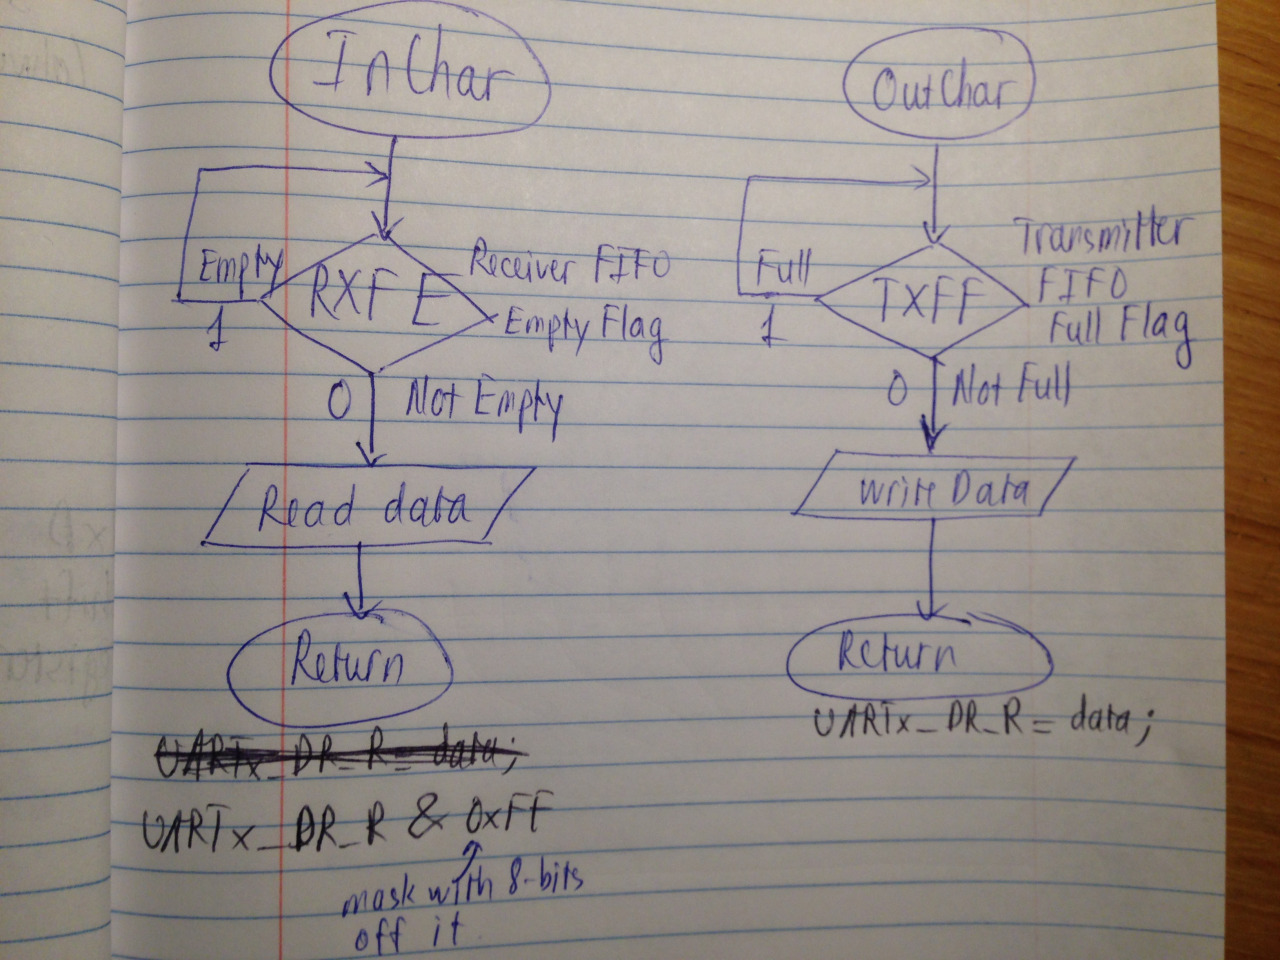 InChar
Empty
1
RXFE
Receiver FIFO
Empty Flag
0
Not Empty
Read data
Return
UARTx_DR_R = data;
UARTx_DR_R & 0xFF
mask with 8-bits
off it
OutChar
Full
1
TXFF
Transmitter
FIFO
Full Flag
0
Not Full
Write Data
Return
UARTx_DR_R = data;